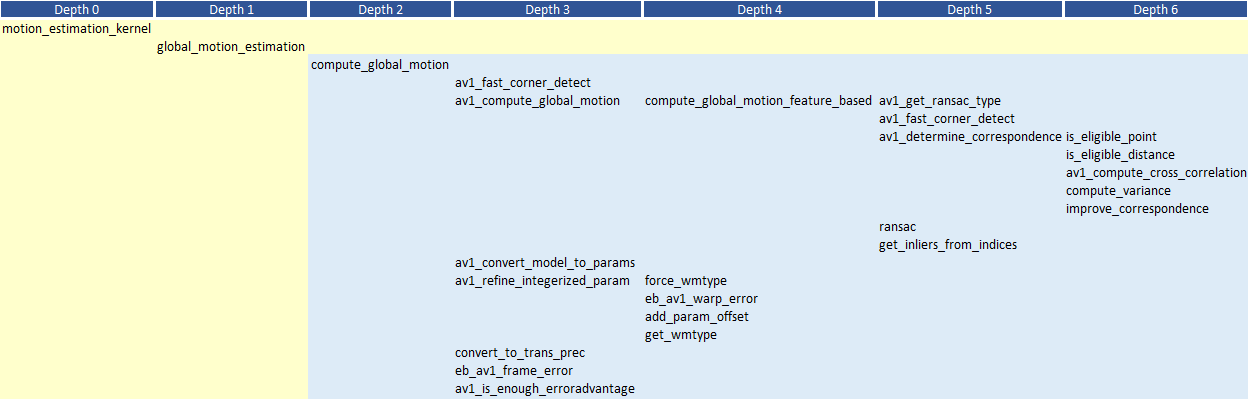 Depth 0 Depth 1 Depth 2 Depth 3 Depth 4 Depth 5 Depth 6
motion_estimation_kernel
global_motion_estimation
compute_global_motion
av1_fast_corner_detect
av1_compute_global_motion compute_global_motion_feature_based av1_get_ransac_type
av1_fast_corner_detect
av1_determine_correspondence is_eligible_point
is_eligible_distance
av1_compute_cross_correlation
compute_variance
improve_correspondence
ransac
get_inliers_from_indices
av1_convert_model_to_params
av1_refine_integerized_param force_wmtype
eb_av1_warp_error
add_param_offset
get_wmtype
convert_to_trans_prec
eb_av1_frame_error
av1_is_enough_erroradvantage